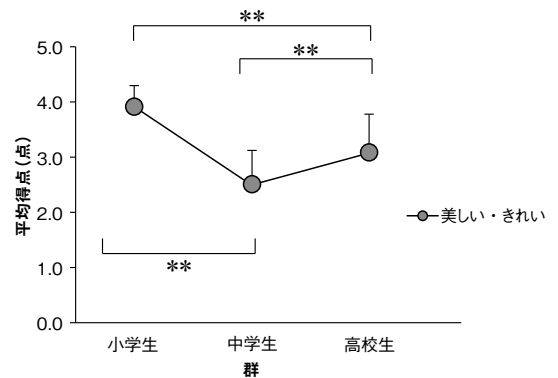 **
**
5.0
4.0
3.0
2.0
1.0
0.0
平均得点(点)
**
小学生
中学生
高校生
群
美しい・きれい